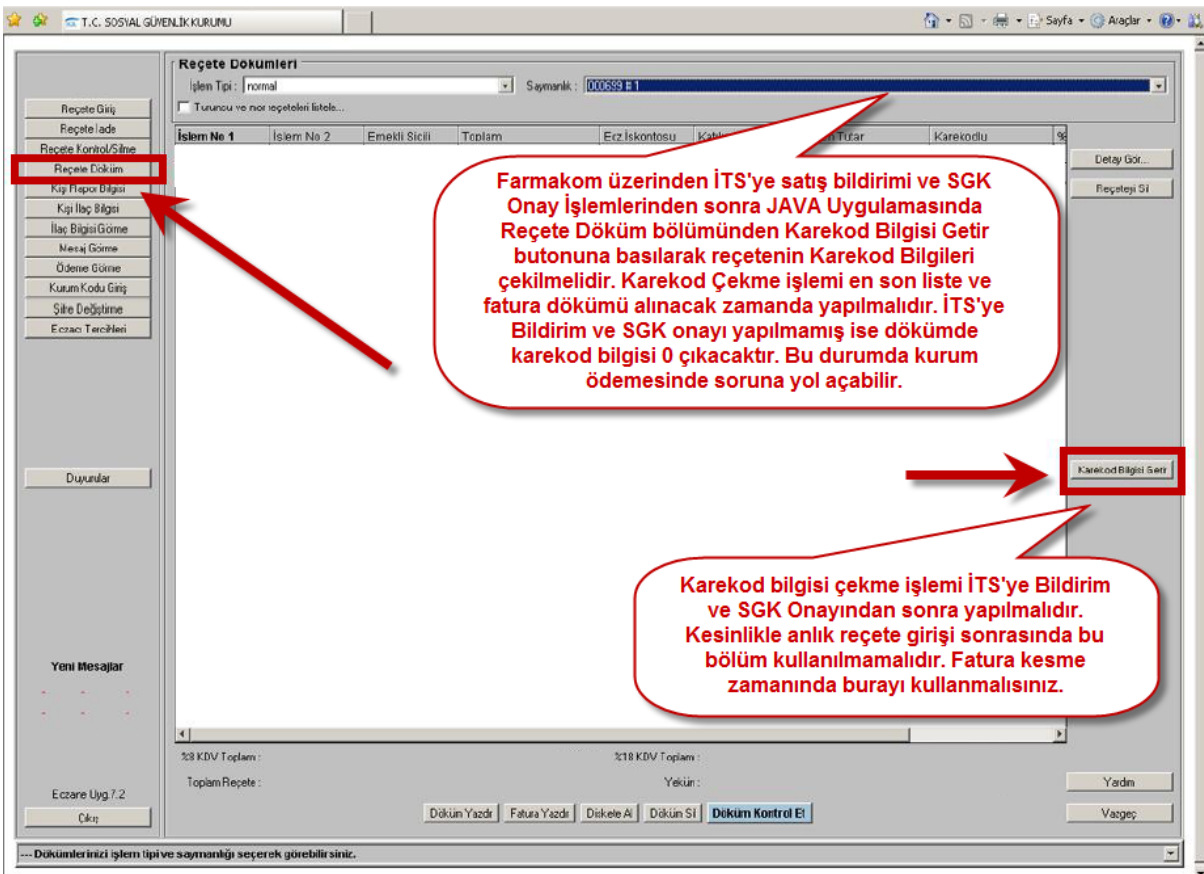 T.C. SOSYAL GÜVENLİK KURUMU
Sayfa
Araçlar
Reçete Dökümleri
İşlem Tipi : normal
Saymanlık : 000699 # 1
Turuncu ve mor reçeteleri listele...
Reçete Giriş
Reçete İade
Reçete Kontrol/Silme
Reçete Döküm
Kişi Rapor Bilgisi
Kişi İlaç Bilgisi
İlaç Bilgisi Görme
Mesaj Görme
Ödeme Görme
Kurum Kodu Giriş
Şifre Değiştirme
Eczacı Tercihleri
Duyurular
Yeni Mesajlar
- - -
- - -
Eczane Uyg.7.2
Çıkış
İşlem No 1 İşlem No 2 Emekli Sicili Toplam Ecz.İskontosu Tutar Karekodlu
Farmakom üzerinden İTS'ye satış bildirimi ve SGK
Onay İşlemlerinden sonra JAVA Uygulamasında
Reçete Döküm bölümünden Karekod Bilgisi Getir
butonuna basılarak reçetenin Karekod Bilgileri
çekilmelidir. Karekod Çekme işlemi en son liste ve
fatura dökümü alınacak zamanda yapılmalıdır. İTS'ye
Bildirim ve SGK onayı yapılmamış ise dökümde
karekod bilgisi 0 çıkacaktır. Bu durumda kurum
ödemesinde soruna yol açabilir.
Detay Gör...
Reçeteyi Sil
Karekod Bilgisi Getir
Karekod bilgisi çekme işlemi İTS'ye Bildirim
ve SGK Onayından sonra yapılmalıdır.
Kesinlikle anlık reçete girişi sonrasında bu
bölüm kullanılmamalıdır. Fatura kesme
zamanında burayı kullanmalısınız.
%8 KDV Toplam :
%18 KDV Toplam :
Toplam Reçete :
Yekün :
Yardım
Dökün Yazdır
Fatura Yazdır
Diskete Al
Dökün Sil
Döküm Kontrol Et
Vazgeç
--- Dökümlerinizi işlem tipi ve saymanlığı seçerek görebilirsiniz.